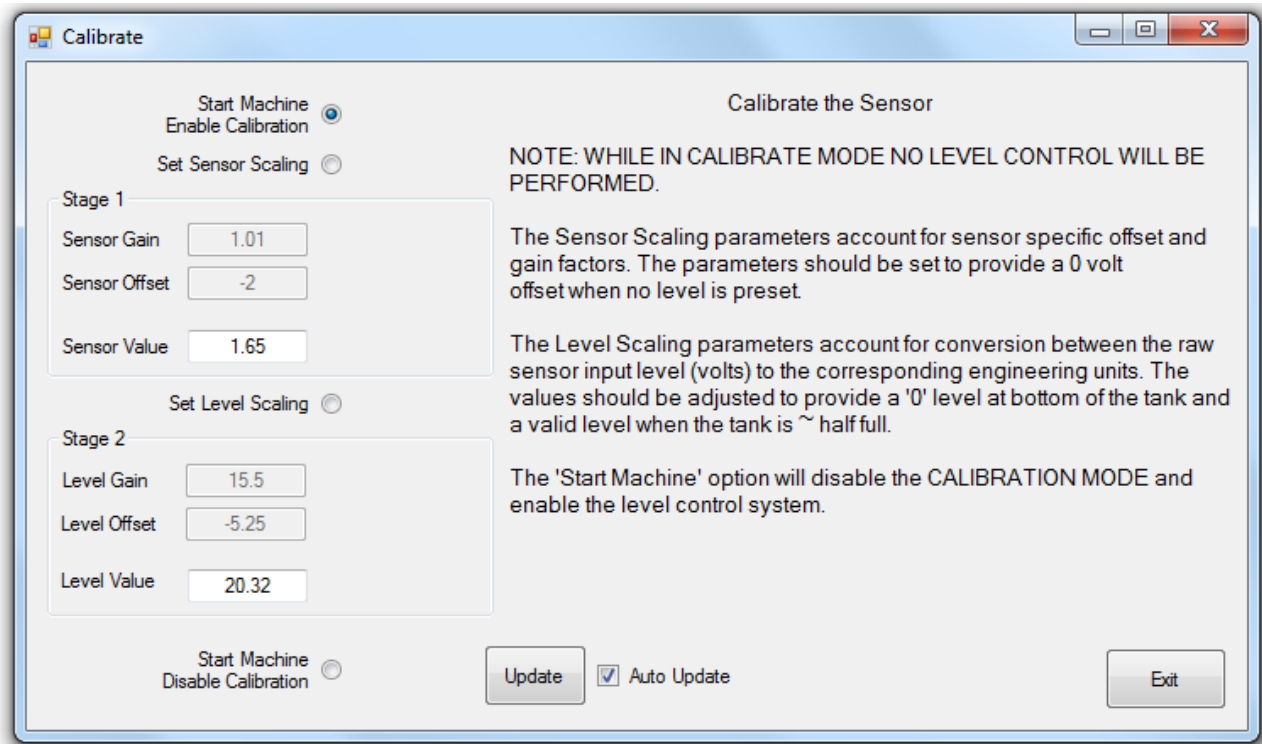 Calibrate
Start Machine
Enable Calibration
Set Sensor Scaling
Stage 1
Sensor Gain 1.01
Sensor Offset -2
Sensor Value 1.65
Set Level Scaling
Stage 2
Level Gain 15.5
Level Offset -5.25
Level Value 20.32
Start Machine
Disable Calibration
Calibrate the Sensor
NOTE: WHILE IN CALIBRATE MODE NO LEVEL CONTROL WILL BE
PERFORMED.
The Sensor Scaling parameters account for sensor specific offset and
gain factors. The parameters should be set to provide a 0 volt
offset when no level is preset.
The Level Scaling parameters account for conversion between the raw
sensor input level (volts) to the corresponding engineering units. The
values should be adjusted to provide a '0' level at bottom of the tank and
a valid level when the tank is ~ half full.
The 'Start Machine' option will disable the CALIBRATION MODE and
enable the level control system.
Update
Auto Update
Exit